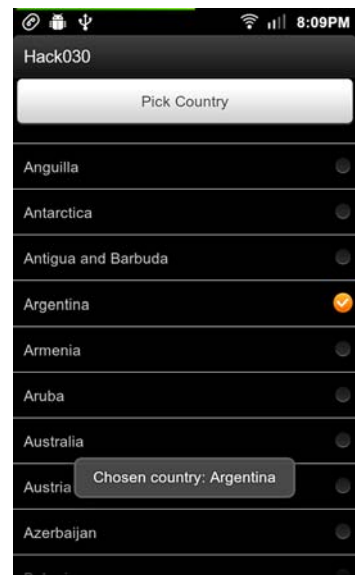 8:09PM
Hack030
Pick Country
Anguilla
Antarctica
Antigua and Barbuda
Argentina
Armenia
Aruba
Australia
Austria
Chosen country: Argentina
Azerbaijan